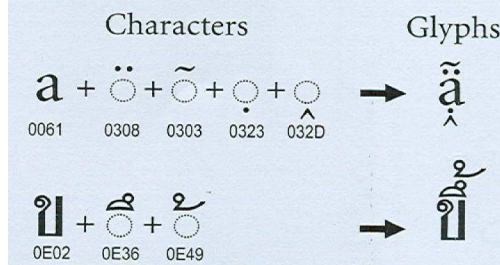 Characters Glyphs
a + ◌̈ + ◌̃ + ◌̣ + ◌̭ → ạ̴̭̈̃
0061 0308 0303 0323 032D
ข + ◌ึ + ◌้ → ขึ้
0E02 0E36 0E49